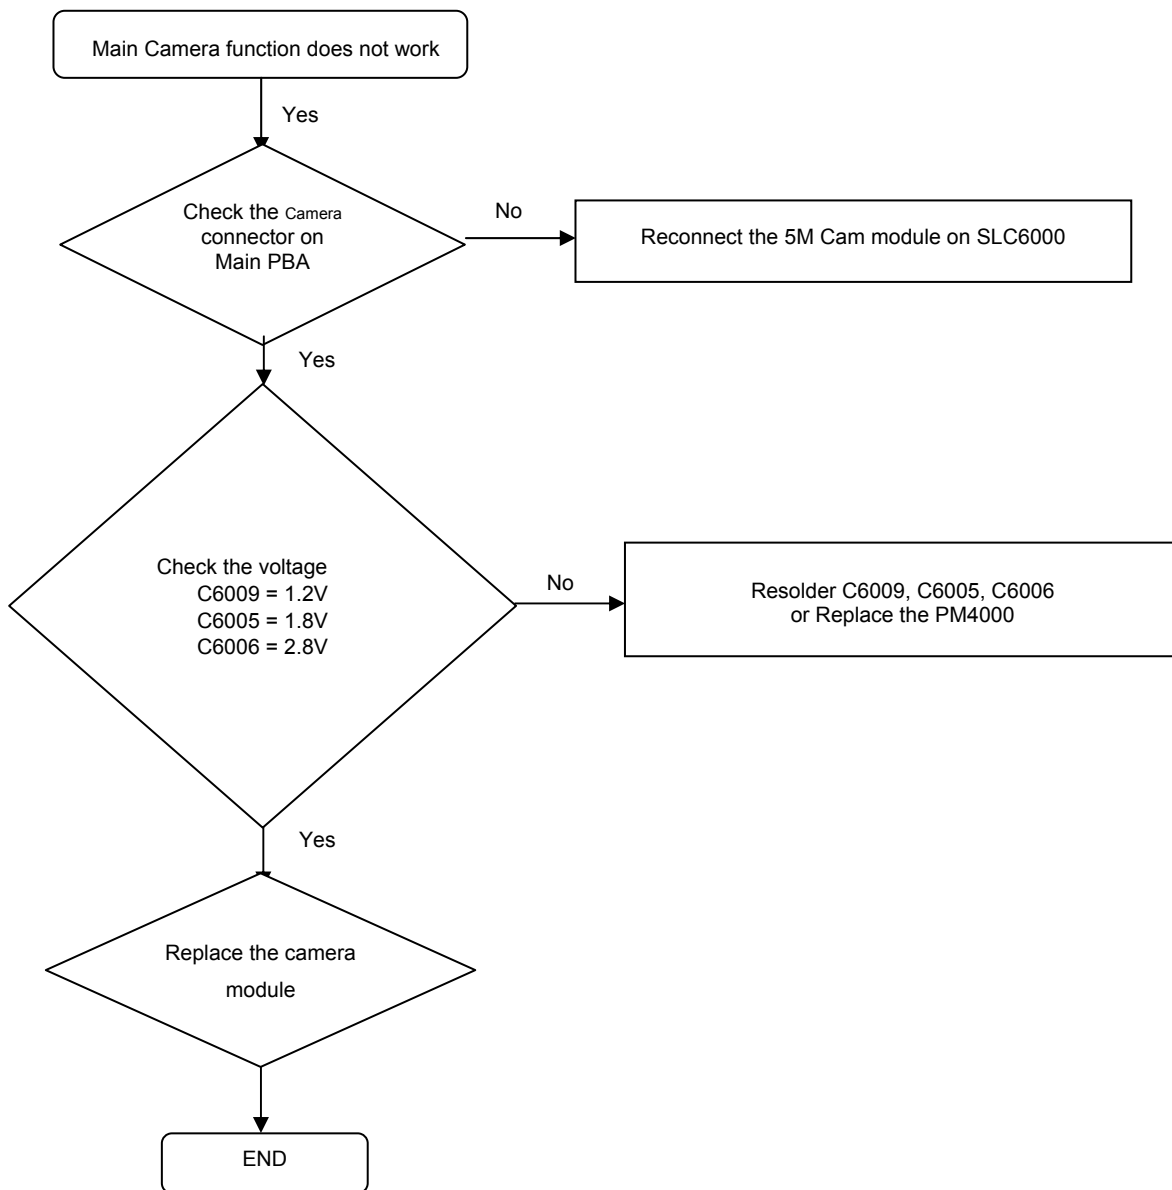 Main Camera function does not work
Yes
Check the Camera
connector on
Main PBA
No
Reconnect the 5M Cam module on SLC6000
Yes
Check the voltage
C6009 = 1.2V
C6005 = 1.8V
C6006 = 2.8V
No
Resolder C6009, C6005, C6006
or Replace the PM4000
Yes
Replace the camera
module
END